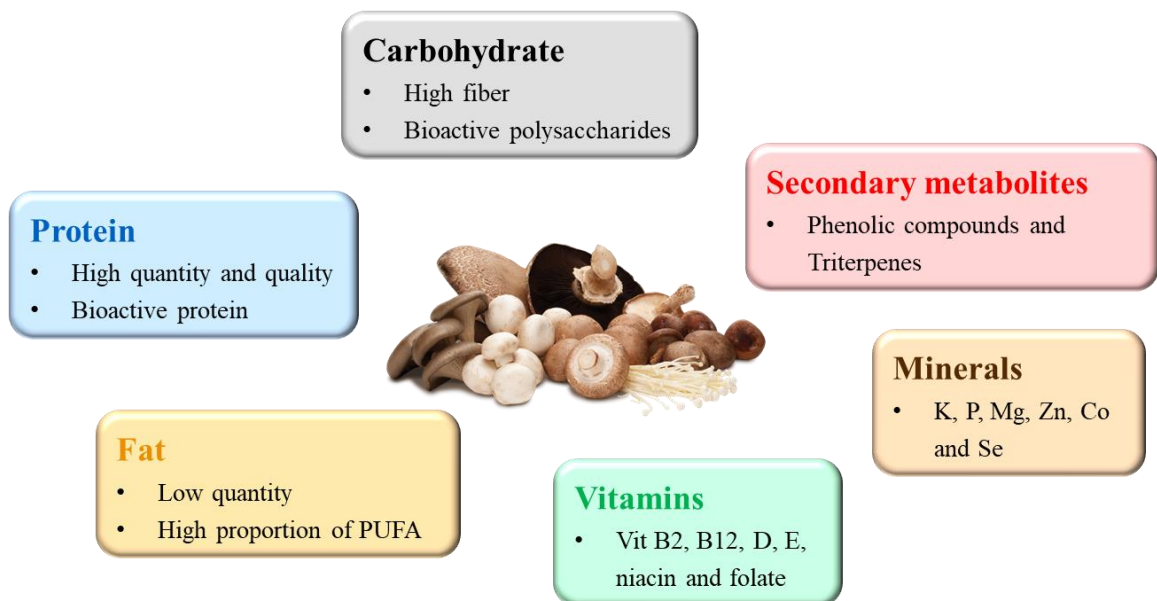 Carbohydrate
• High fiber
• Bioactive polysaccharides
Secondary metabolites
• Phenolic compounds and
Triterpenes
Protein
• High quantity and quality
• Bioactive protein
Minerals
• K, P, Mg, Zn, Co
and Se
Fat
• Low quantity
• High proportion of PUFA
Vitamins
• Vit B2, B12, D, E,
niacin and folate